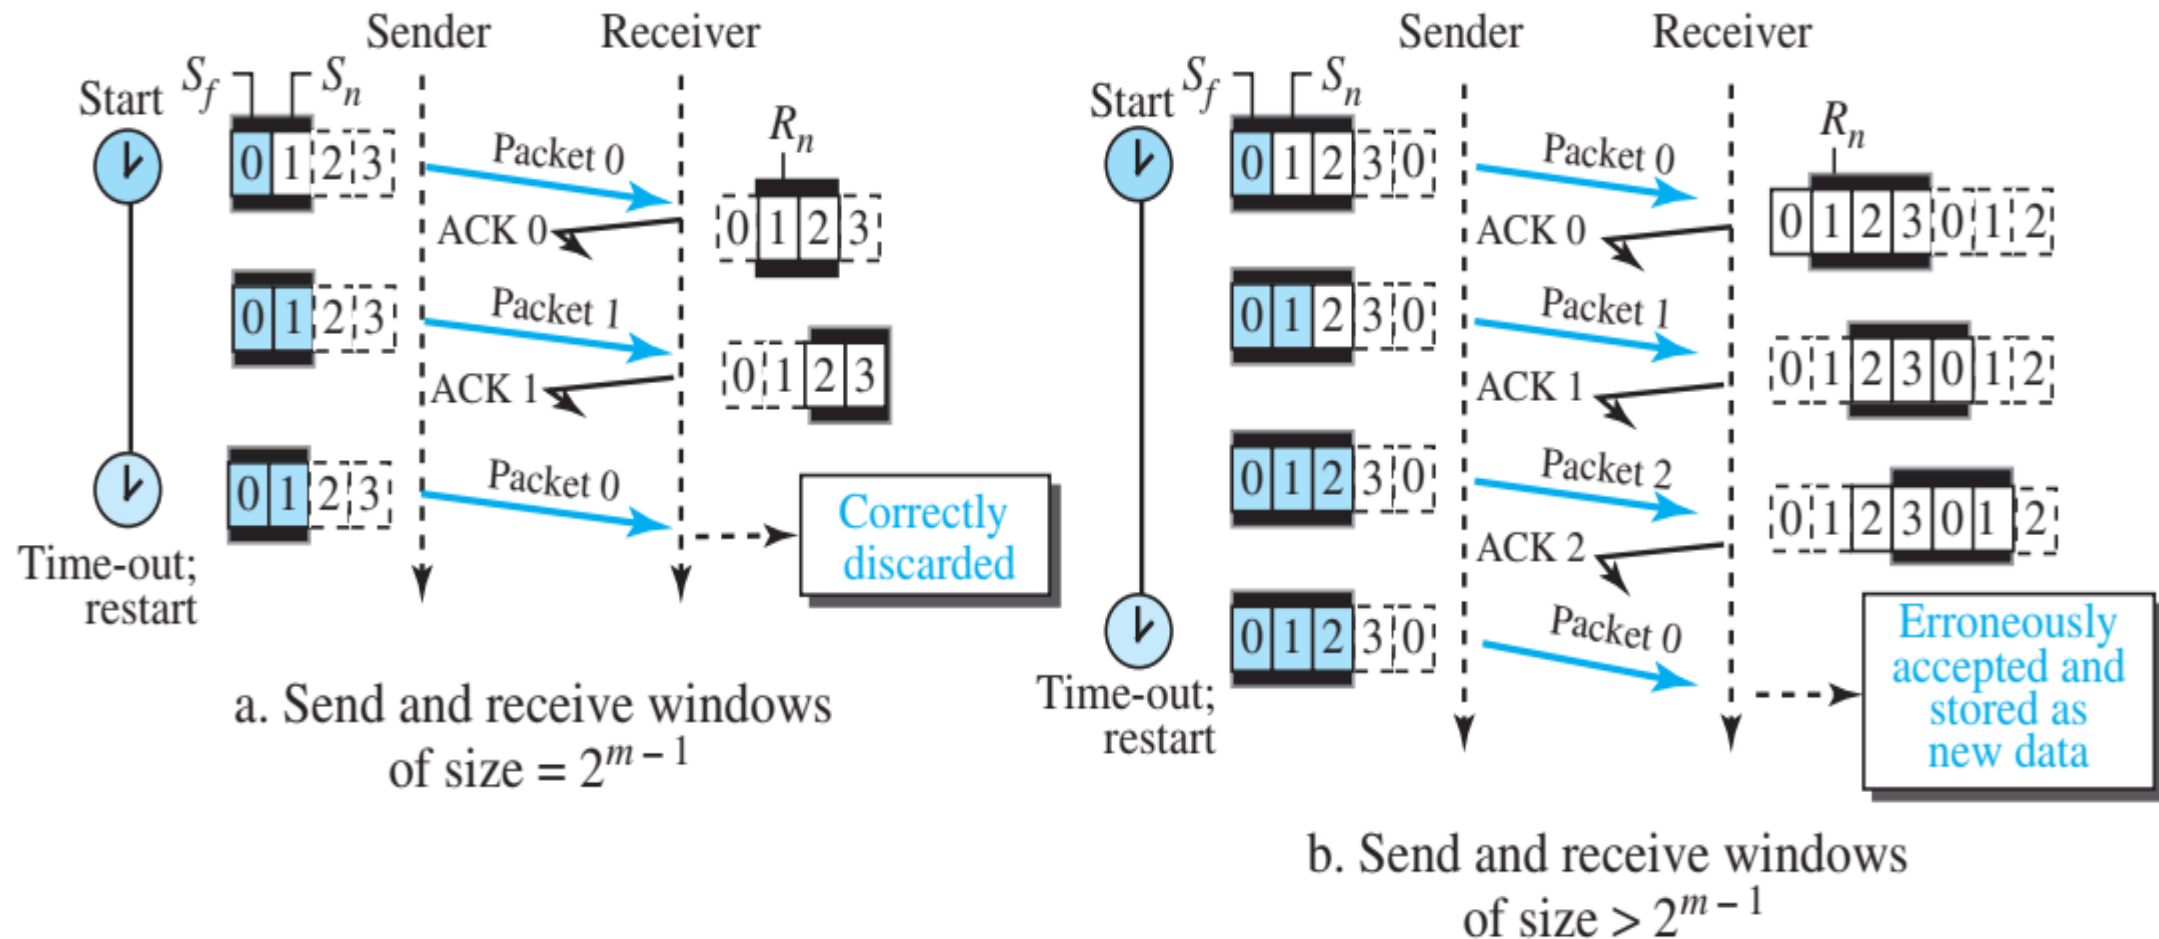 Sender Receiver
Start S_f S_n
0 1 2 3
Packet 0
R_n
ACK 0
0 1 2 3
0 1 2 3
Packet 1
ACK 1
0 1 2 3
0 1 2 3
Packet 0
Correctly
discarded
Time-out;
restart
a. Send and receive windows
of size = 2^{m – 1}
Sender Receiver
Start S_f S_n
0 1 2 3 0
Packet 0
R_n
ACK 0
0 1 2 3 0 1 2
0 1 2 3 0
Packet 1
ACK 1
0 1 2 3 0 1 2
0 1 2 3 0
Packet 2
ACK 2
0 1 2 3 0 1 2
0 1 2 3 0
Packet 0
Erroneously
accepted and
stored as
new data
Time-out;
restart
b. Send and receive windows
of size > 2^{m – 1}